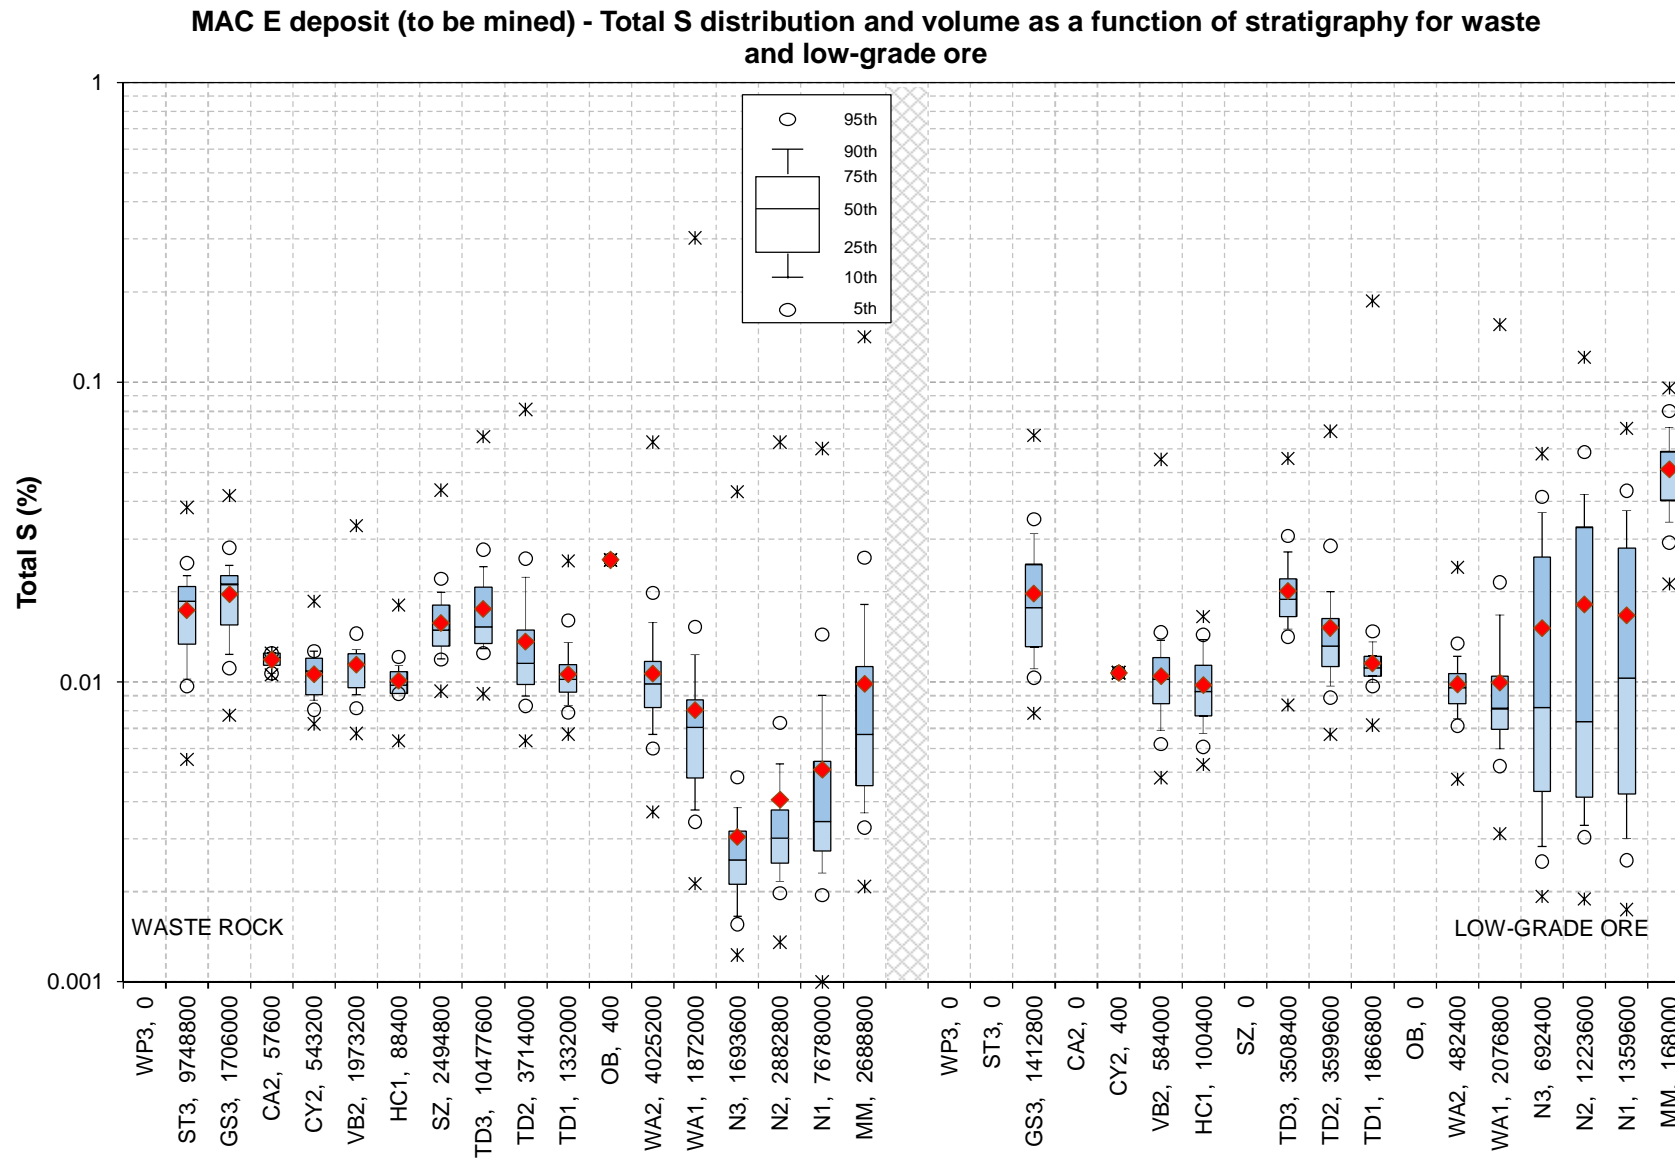 MAC E deposit (to be mined) - Total S distribution and volume as a function of stratigraphy for waste
and low-grade ore
1
0.1
0.01
0.001
Total S (%)
95th
90th
75th
50th
25th
10th
5th
WASTE ROCK
LOW-GRADE ORE
WP3, 0
ST3, 9748800
GS3, 1706000
CA2, 57600
CY2, 543200
VB2, 1973200
HC1, 88400
SZ, 2494800
TD3, 10477600
TD2, 3714000
TD1, 1332000
OB, 400
WA2, 4025200
WA1, 1872000
N3, 1693600
N2, 2882800
N1, 7678000
MM, 2688800
WP3, 0
ST3, 0
GS3, 1412800
CA2, 0
CY2, 400
VB2, 584000
HC1, 100400
SZ, 0
TD3, 3508400
TD2, 3599600
TD1, 1866800
OB, 0
WA2, 482400
WA1, 2076800
N3, 692400
N2, 1223600
N1, 1359600
MM, 168000